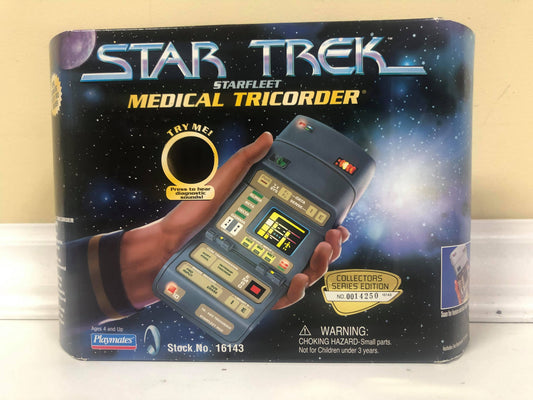 STAR TREK
STARFLEET
MEDICAL TRICORDER
TRY ME!
Press to hear
diagnostic
sounds!
COLLECTORS
SERIES EDITION
NO. 0014250
Ages 4 and Up
Playmates
Stock No. 16143
WARNING:
CHOKING HAZARD-Small parts.
Not for Children under 3 years.